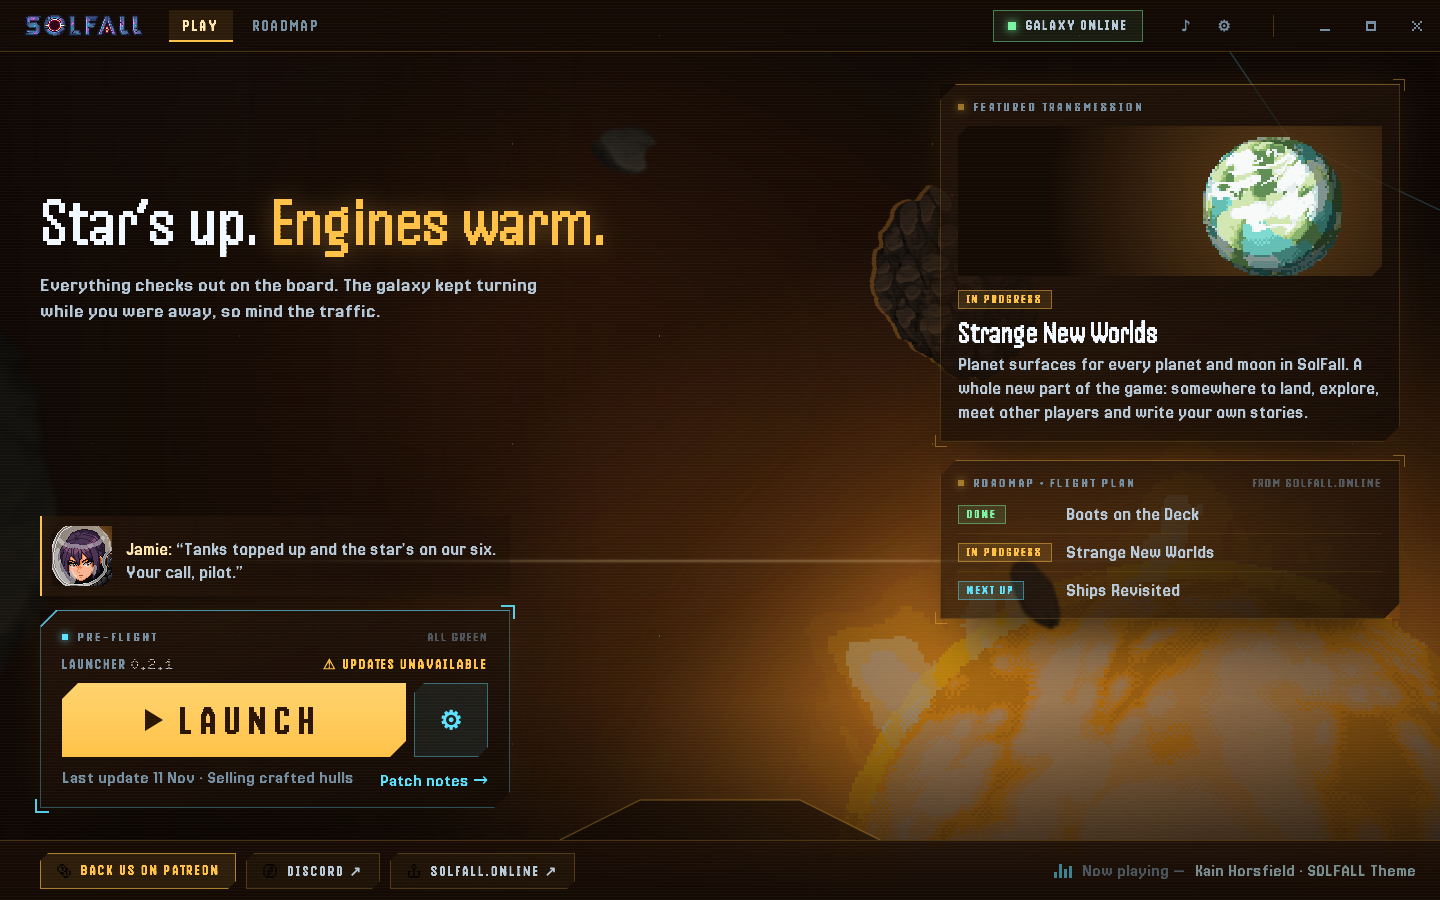 SOLFALL
PLAY
ROADMAP
GALAXY ONLINE
Star's up. Engines warm.
Everything checks out on the board. The galaxy kept turning
while you were away, so mind the traffic.
FEATURED TRANSMISSION
IN PROGRESS
Strange New Worlds
Planet surfaces for every planet and moon in SolFall. A
whole new part of the game: somewhere to land, explore,
meet other players and write your own stories.
ROADMAP · FLIGHT PLAN
FROM SOLFALL.ONLINE
DONE Boots on the Deck
IN PROGRESS Strange New Worlds
NEXT UP Ships Revisited
Jamie: “Tanks topped up and the star’s on our six.
Your call, pilot.”
PRE-FLIGHT
ALL GREEN
LAUNCHER 0.2.1
⚠ UPDATES UNAVAILABLE
▶ LAUNCH
Last update 11 Nov · Selling crafted hulls
Patch notes →
BACK US ON PATREON
DISCORD ↗
SOLFALL.ONLINE ↗
Now playing — Kain Horsfield · SOLFALL Theme